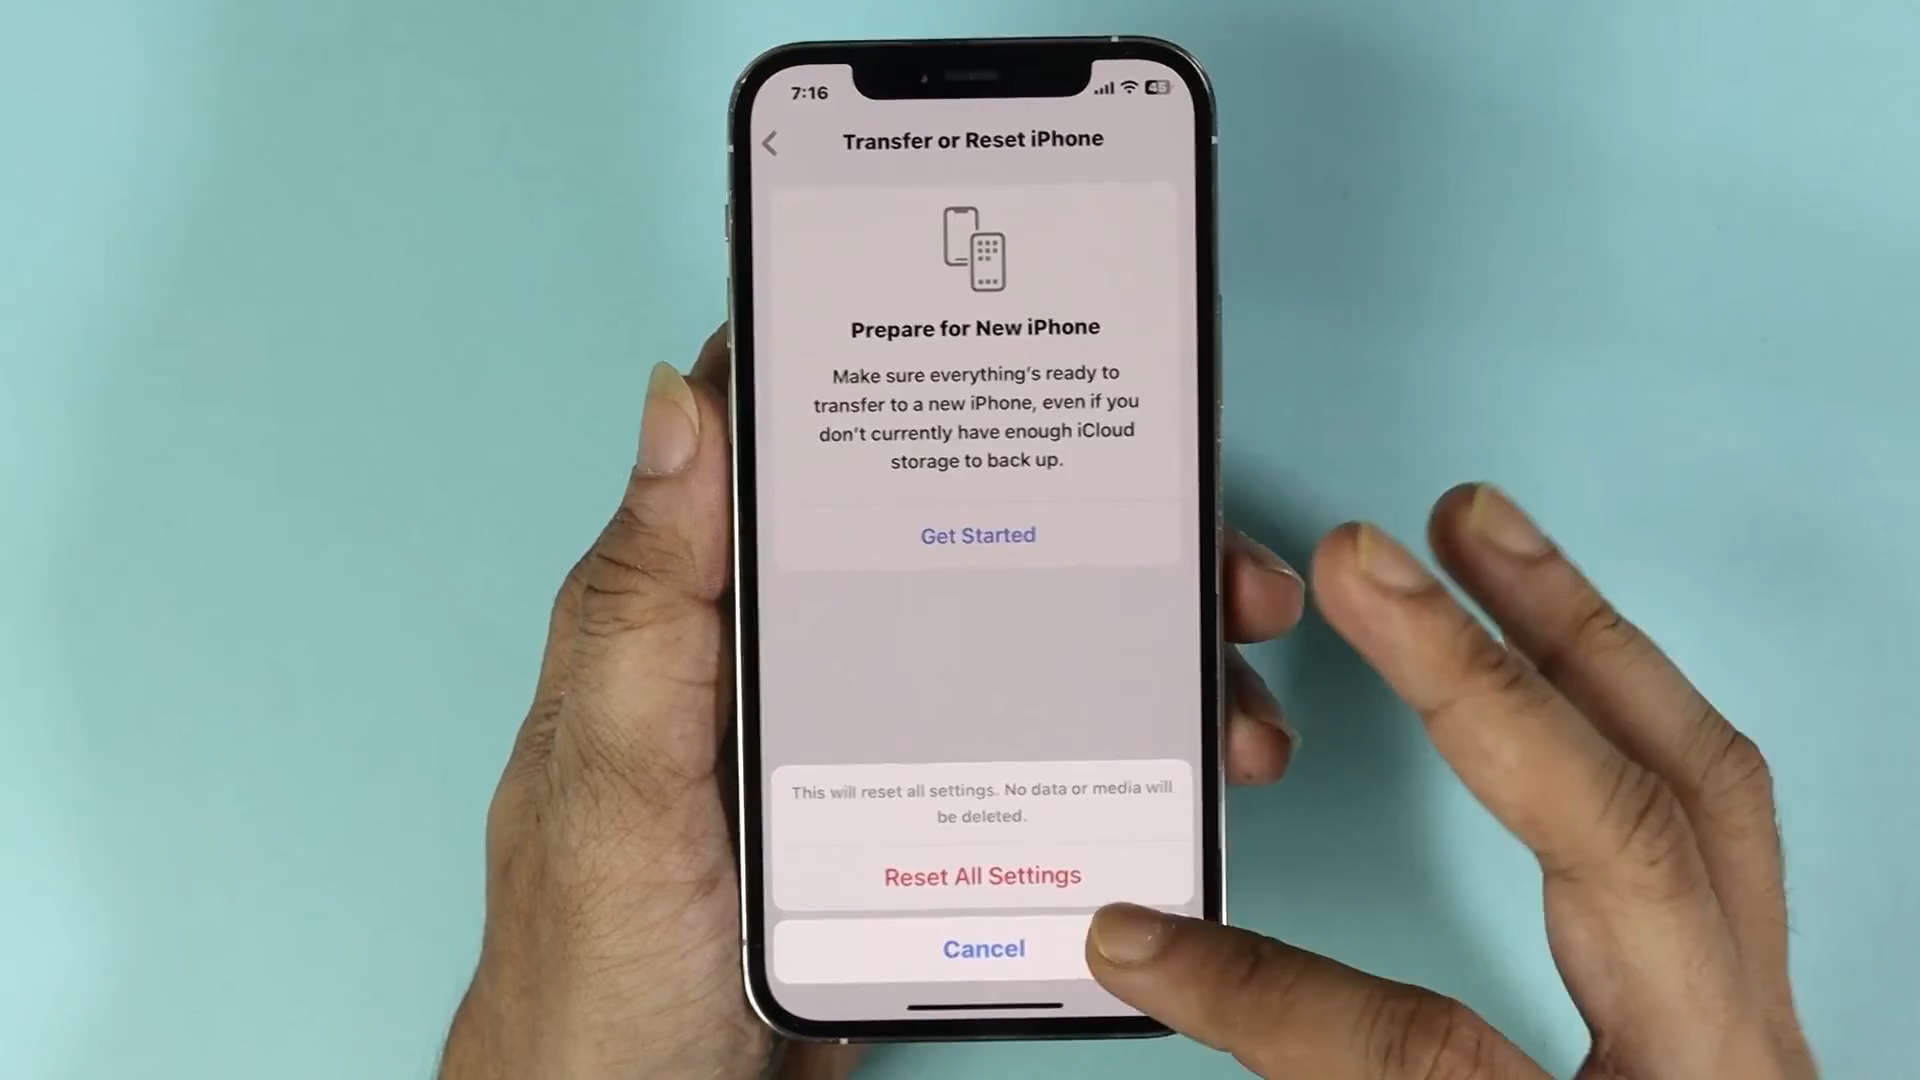 7:16
45
Transfer or Reset iPhone
Prepare for New iPhone
Make sure everything's ready to
transfer to a new iPhone, even if you
don't currently have enough iCloud
storage to back up.
Get Started
This will reset all settings. No data or media will
be deleted.
Reset All Settings
Cancel